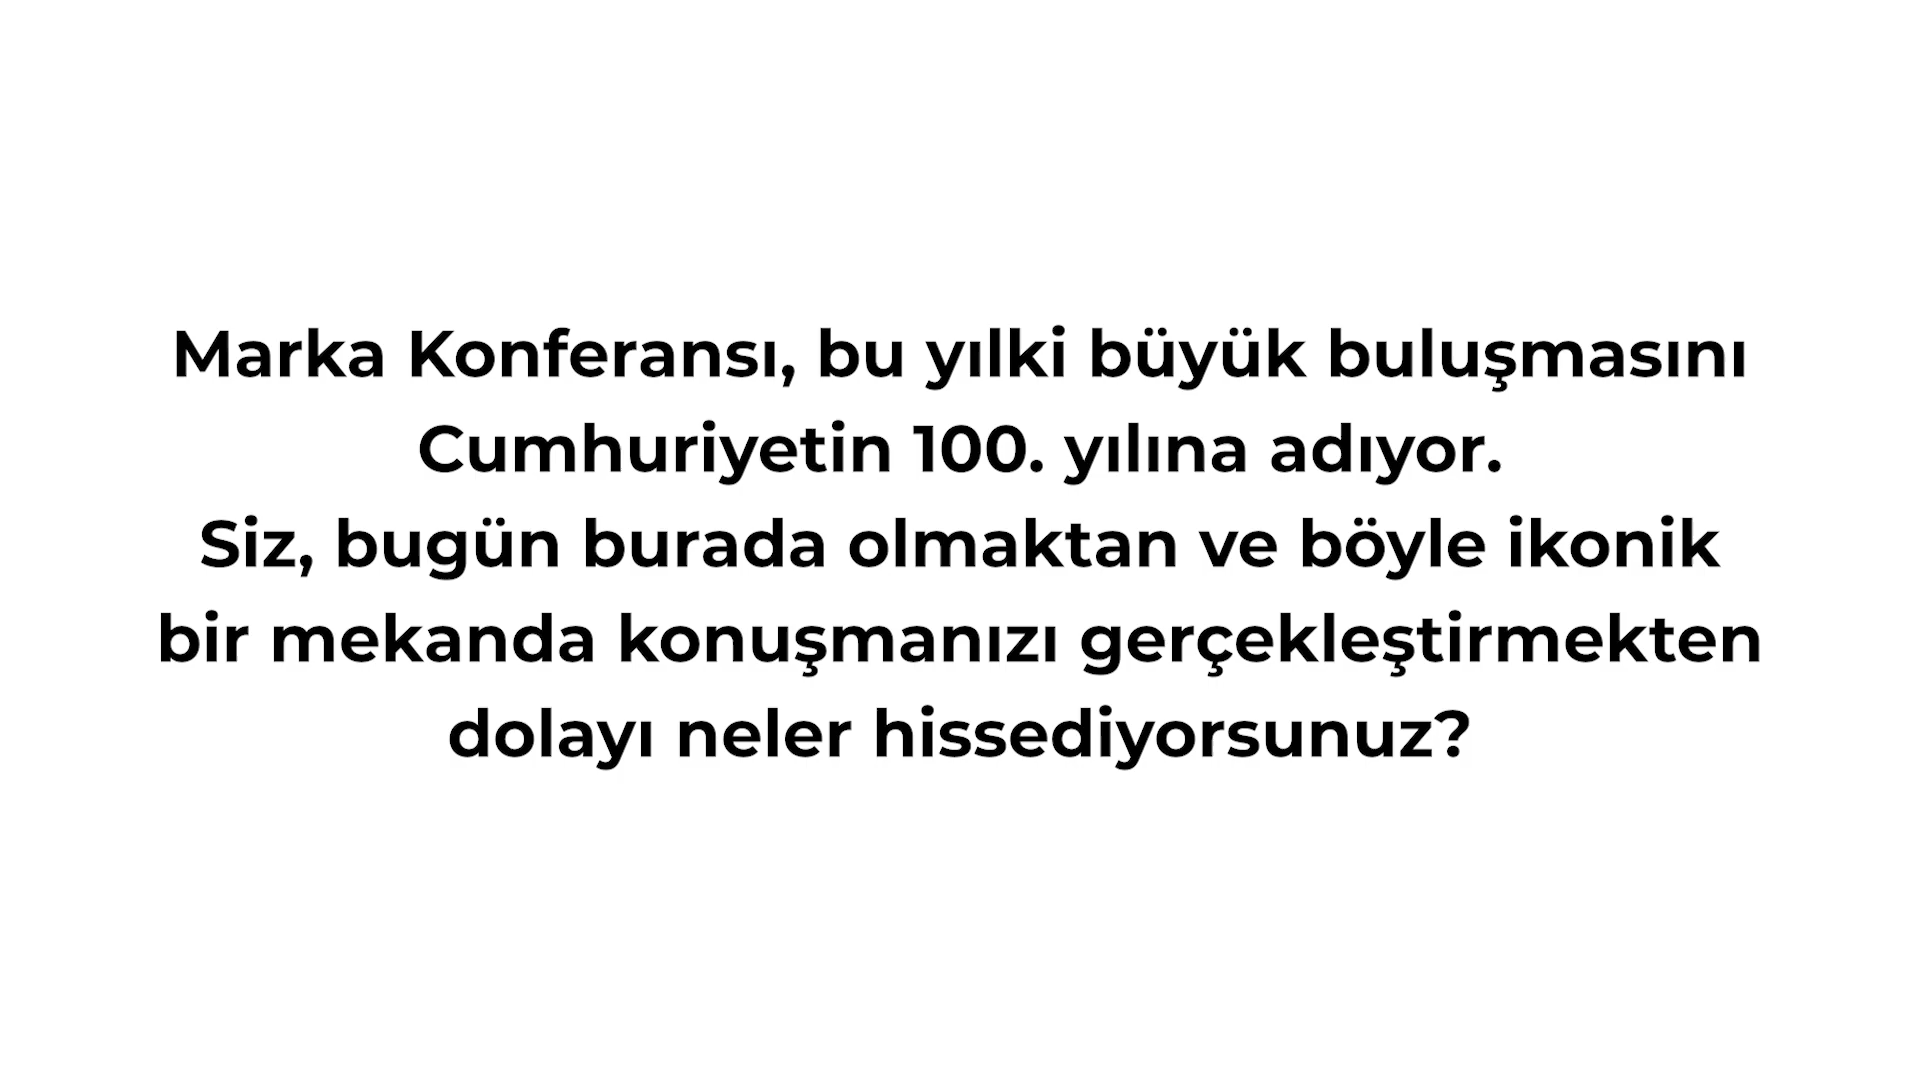 Marka Konferansı, bu yılki büyük buluşmasını
Cumhuriyetin 100. yılına adıyor.
Siz, bugün burada olmaktan ve böyle ikonik
bir mekanda konuşmanızı gerçekleştirmekten
dolayı neler hissediyorsunuz?